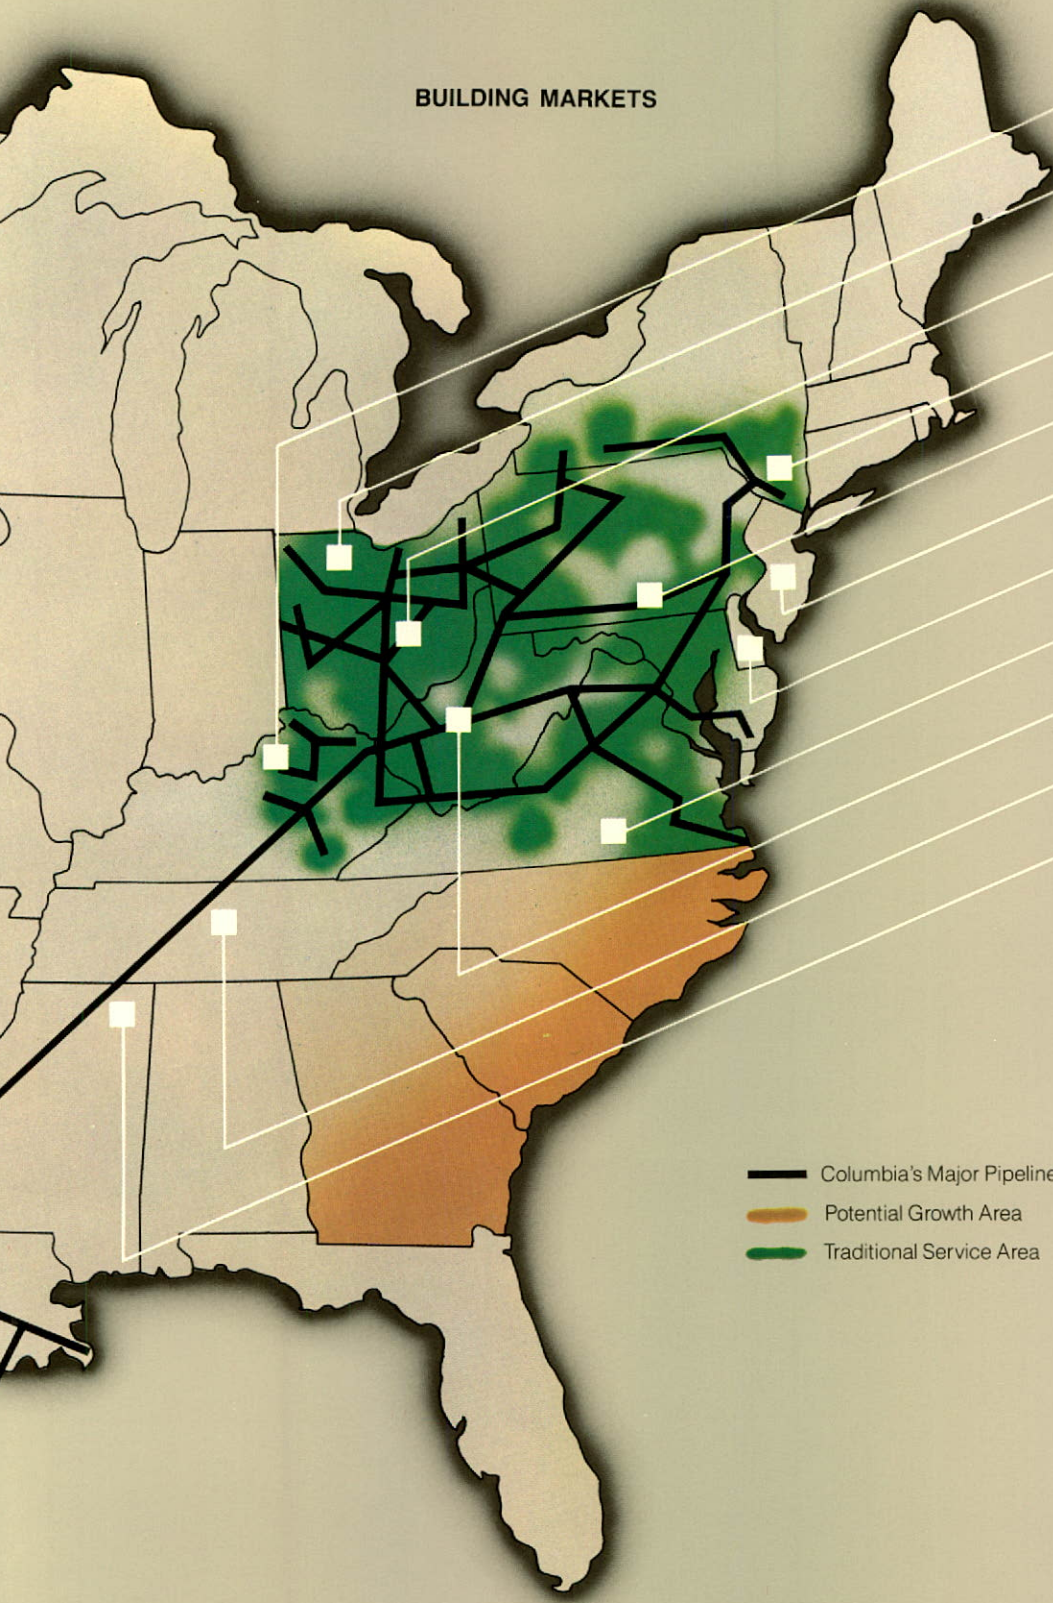 BUILDING MARKETS
Columbia's Major Pipeline
Potential Growth Area
Traditional Service Area